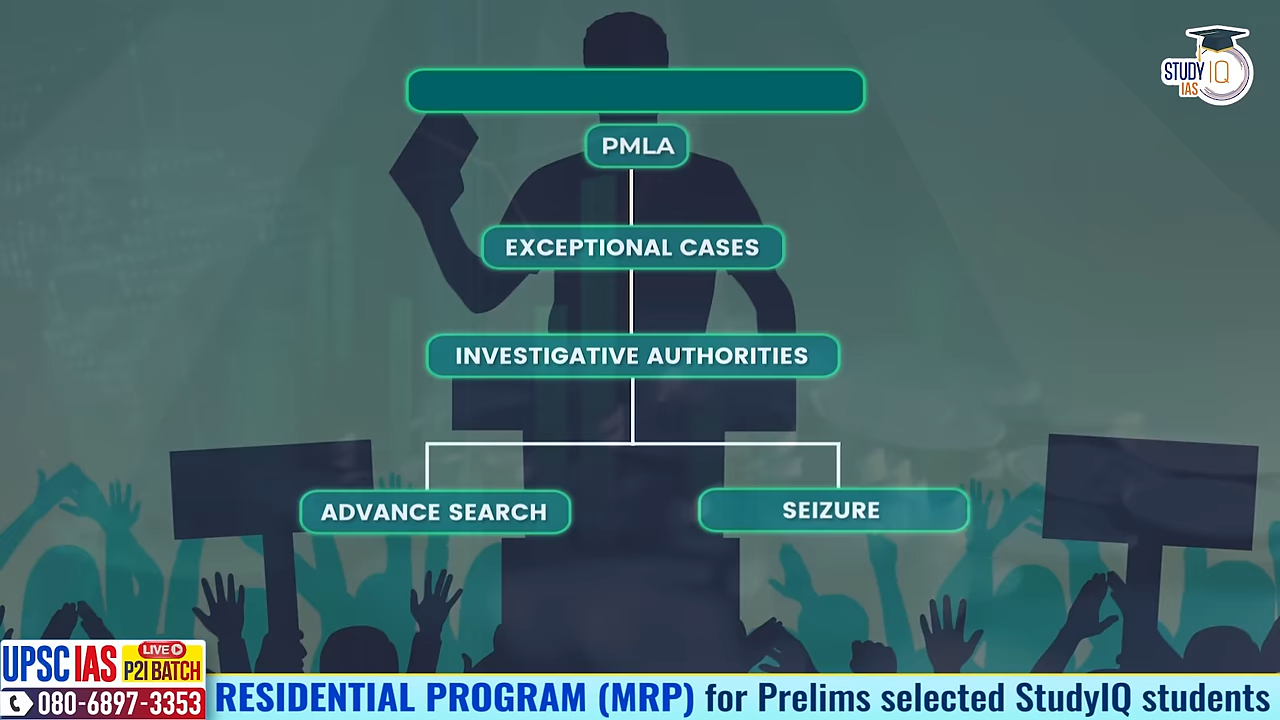 STUDY IQ
IAS
PMLA
EXCEPTIONAL CASES
INVESTIGATIVE AUTHORITIES
ADVANCE SEARCH
SEIZURE
UPSC IAS
LIVE
P2I BATCH
080-6897-3353
RESIDENTIAL PROGRAM (MRP) for Prelims selected StudyIQ students